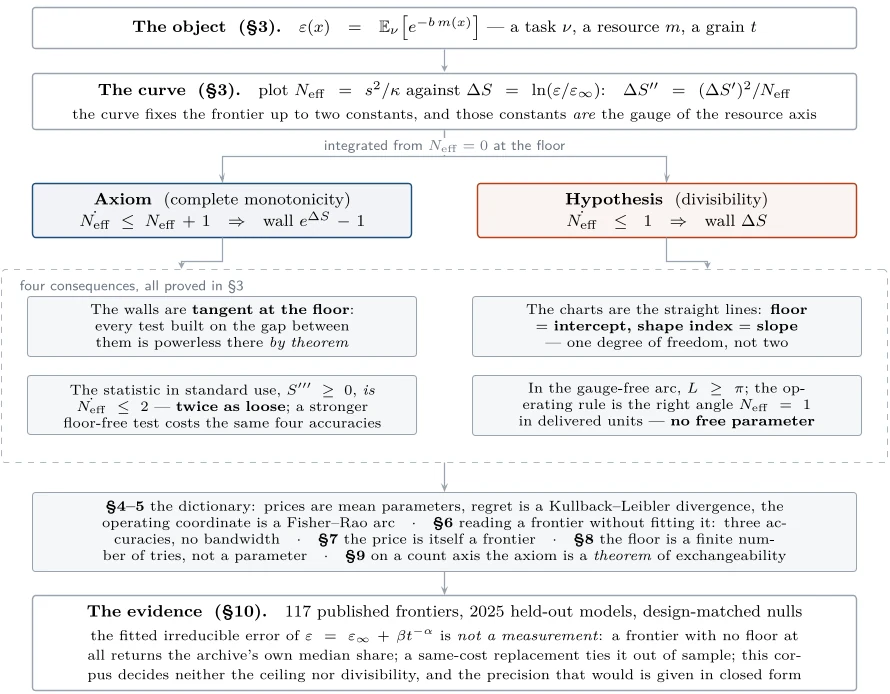 The object (§3). ε(x) = 𝔼_ν[e^{−b m(x)}] — a task ν, a resource m, a grain t
The curve (§3). plot N_eff = s²/κ against ΔS = ln(ε/ε_∞): ΔS′′ = (ΔS′)²/N_eff
the curve fixes the frontier up to two constants, and those constants are the gauge of the resource axis
integrated from N_eff = 0 at the floor
Axiom (complete monotonicity)
Ṅ_eff ≤ N_eff + 1 ⇒ wall e^{ΔS} − 1
Hypothesis (divisibility)
Ṅ_eff ≤ 1 ⇒ wall ΔS
four consequences, all proved in §3
The walls are tangent at the floor:
every test built on the gap between
them is powerless there by theorem
The charts are the straight lines: floor
= intercept, shape index = slope
— one degree of freedom, not two
The statistic in standard use, S′′′ ≥ 0, is
Ṅ_eff ≤ 2 — twice as loose; a stronger
floor-free test costs the same four accuracies
In the gauge-free arc, L ≥ π; the op-
erating rule is the right angle N_eff = 1
in delivered units — no free parameter
§4–5 the dictionary: prices are mean parameters, regret is a Kullback–Leibler divergence, the
operating coordinate is a Fisher–Rao arc · §6 reading a frontier without fitting it: three ac-
curacies, no bandwidth · §7 the price is itself a frontier · §8 the floor is a finite num-
ber of tries, not a parameter · §9 on a count axis the axiom is a theorem of exchangeability
The evidence (§10). 117 published frontiers, 2025 held-out models, design-matched nulls
the fitted irreducible error of ε = ε_∞ + βt^{−α} is not a measurement: a frontier with no floor at
all returns the archive's own median share; a same-cost replacement ties it out of sample; this cor-
pus decides neither the ceiling nor divisibility, and the precision that would is given in closed form